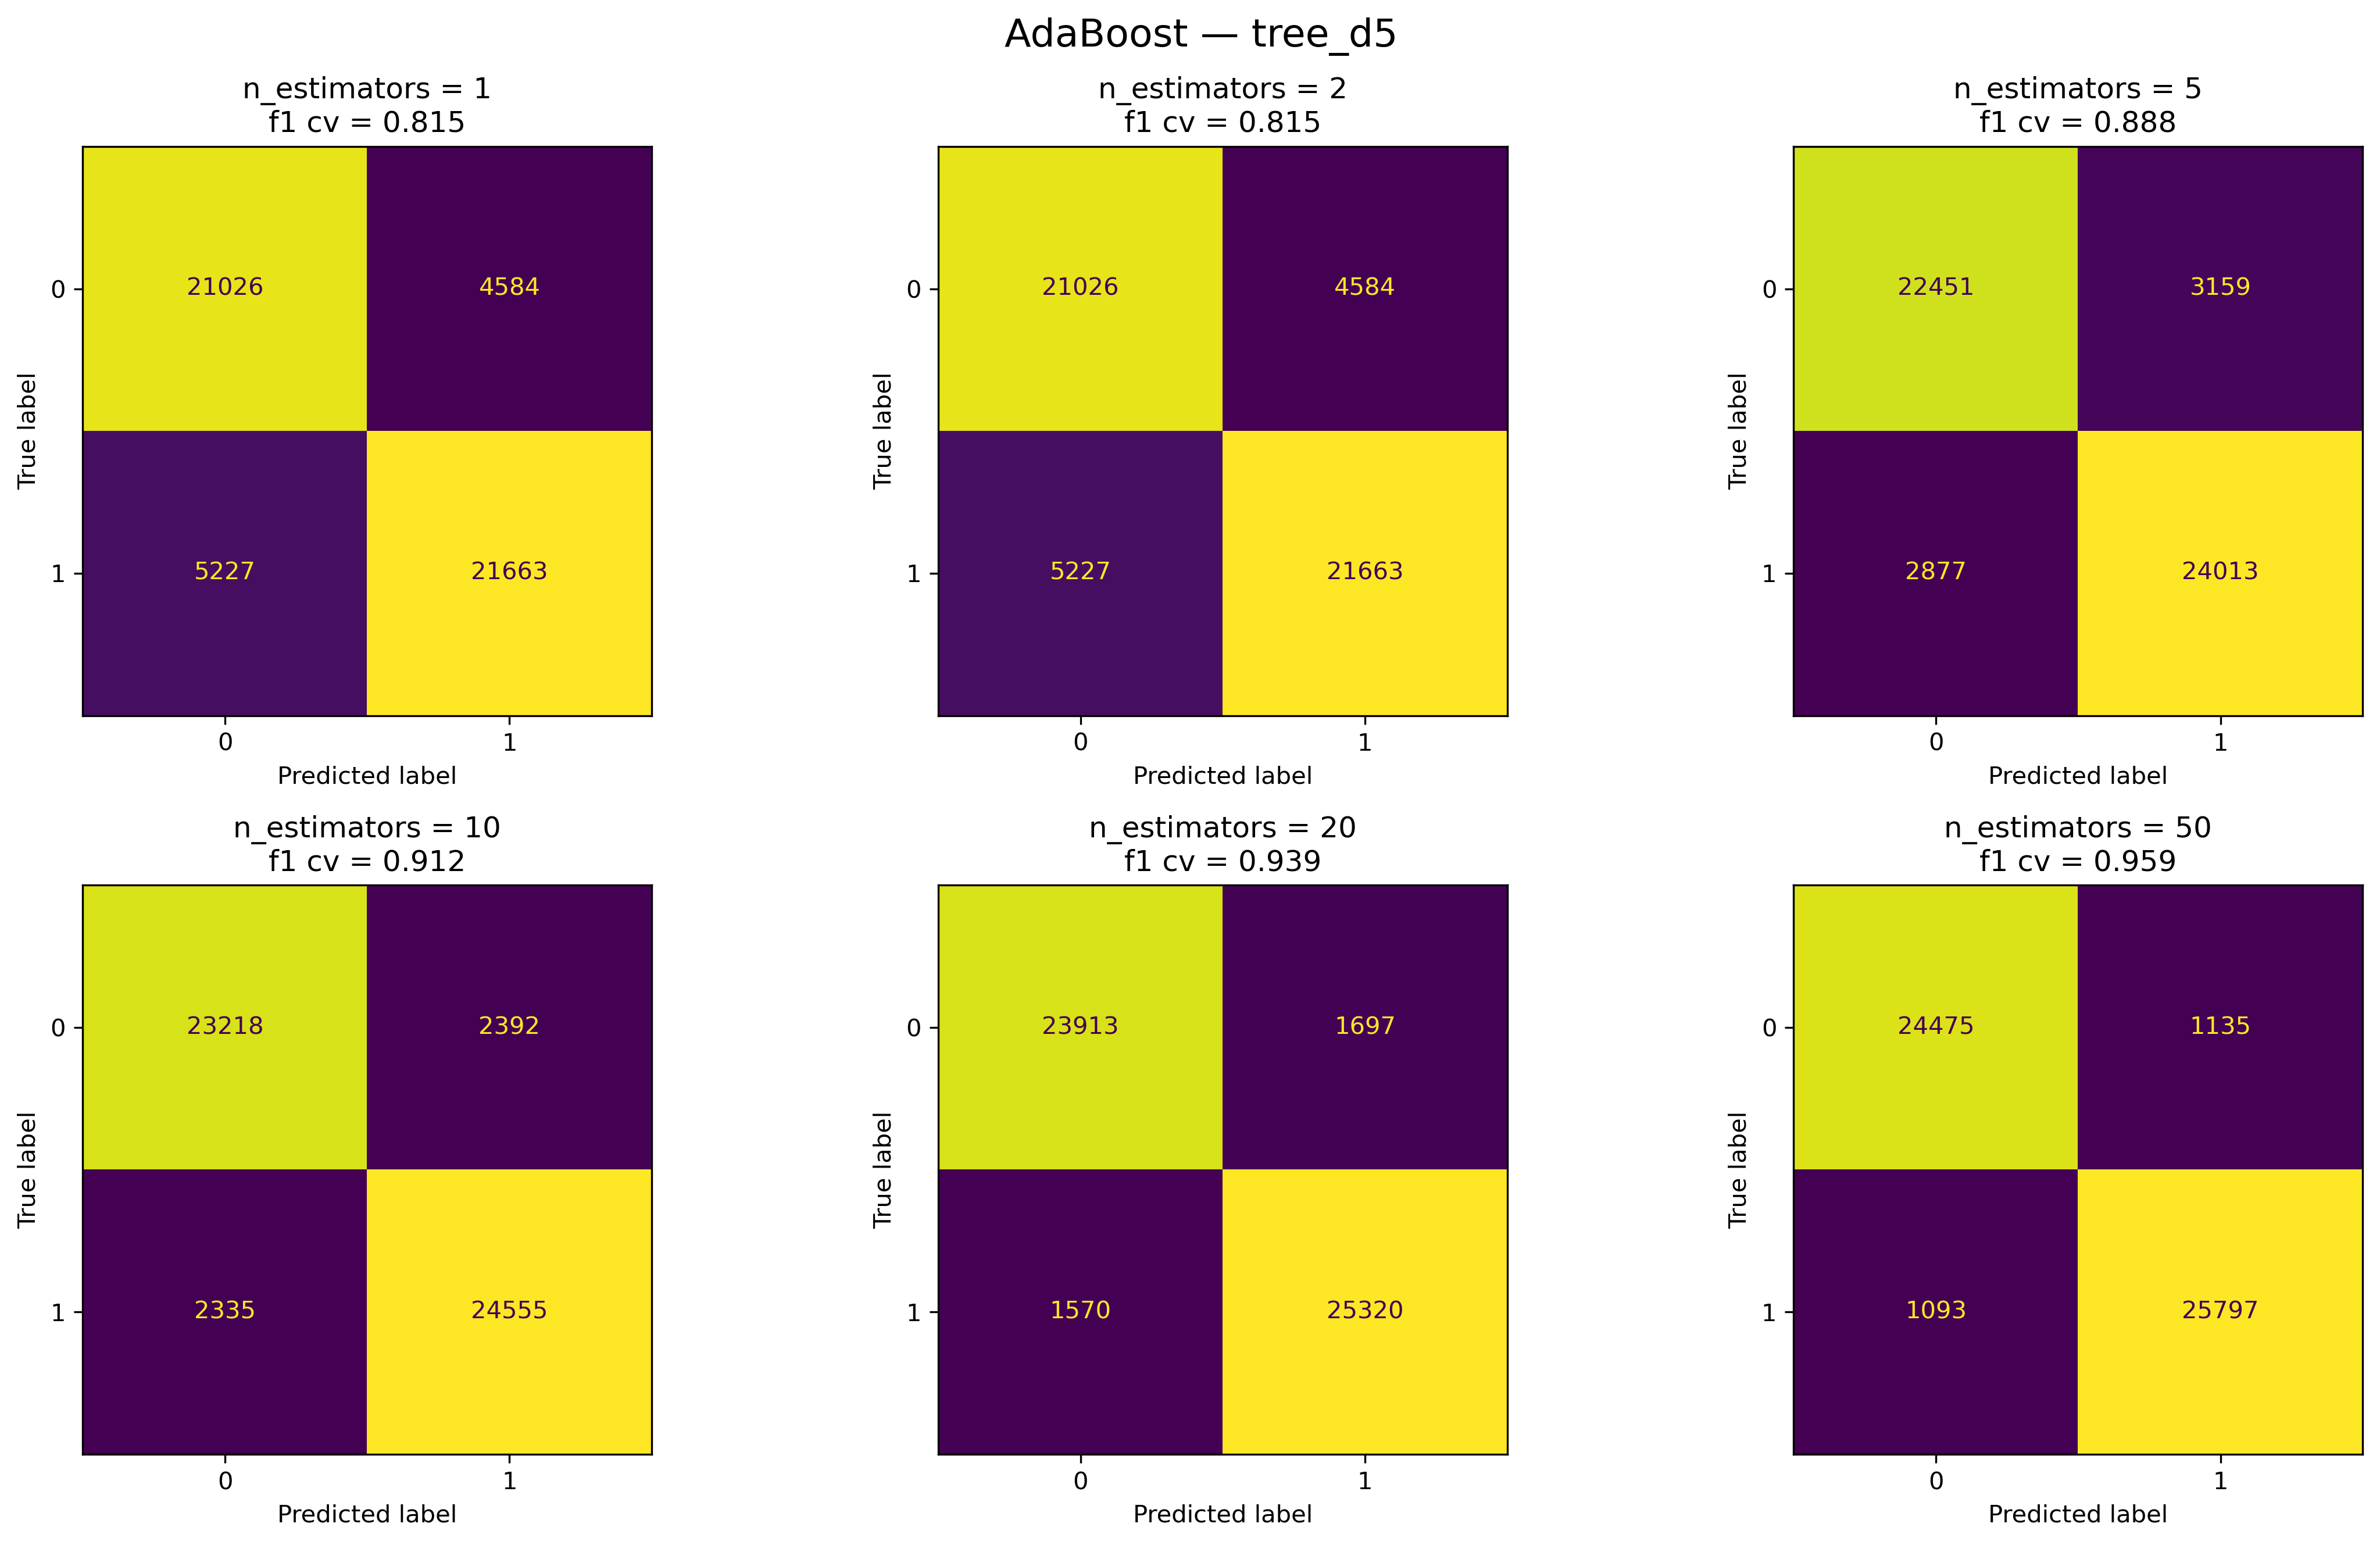 AdaBoost — tree_d5
n_estimators = 1
f1 cv = 0.815
True label
0
21026
4584
1
5227
21663
0
1
Predicted label
n_estimators = 2
f1 cv = 0.815
True label
0
21026
4584
1
5227
21663
0
1
Predicted label
n_estimators = 5
f1 cv = 0.888
True label
0
22451
3159
1
2877
24013
0
1
Predicted label
n_estimators = 10
f1 cv = 0.912
True label
0
23218
2392
1
2335
24555
0
1
Predicted label
n_estimators = 20
f1 cv = 0.939
True label
0
23913
1697
1
1570
25320
0
1
Predicted label
n_estimators = 50
f1 cv = 0.959
True label
0
24475
1135
1
1093
25797
0
1
Predicted label